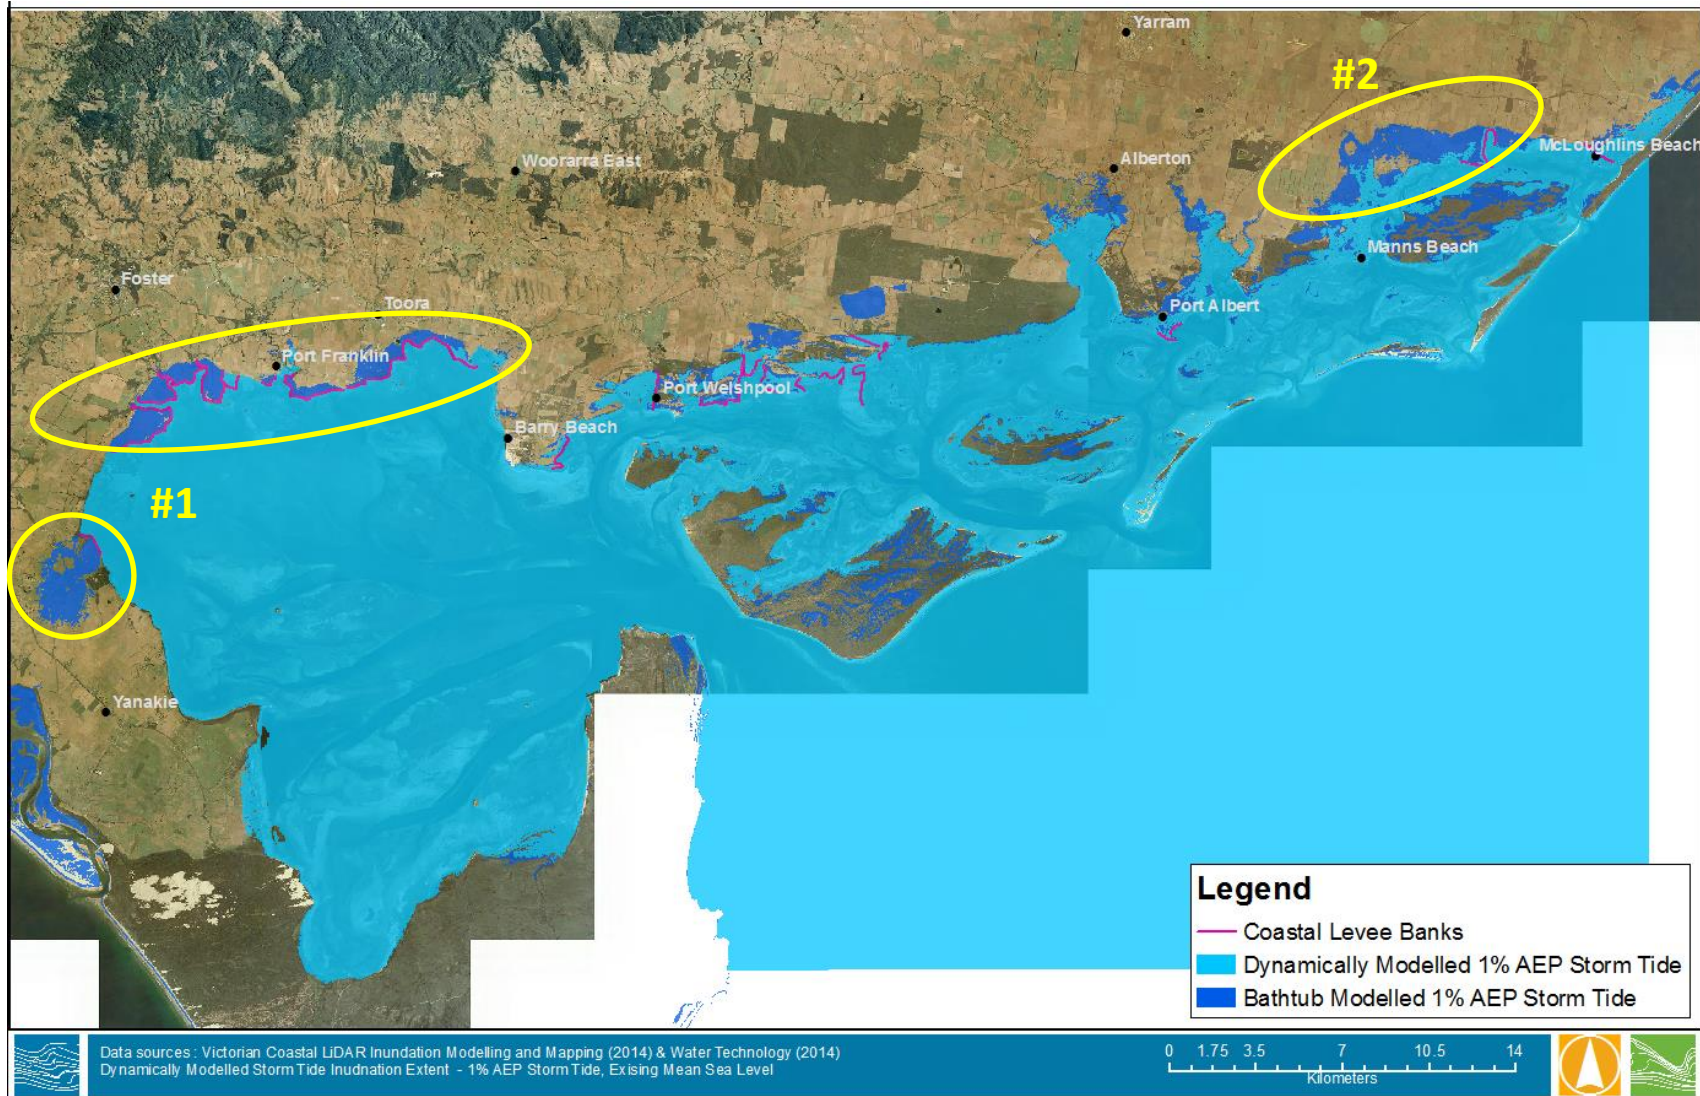 Yarram
#2
McLoughlins Beach
Woorarra East
Alberton
Manns Beach
Foster
Toora
Port Albert
Port Franklin
Port Welshpool
Barry Beach
#1
Yanakie
Legend
Coastal Levee Banks
Dynamically Modelled 1% AEP Storm Tide
Bathtub Modelled 1% AEP Storm Tide
Data sources : Victorian Coastal LiDAR Inundation Modelling and Mapping (2014) & Water Technology (2014)
Dynamically Modelled Storm Tide Inudnation Extent - 1% AEP Storm Tide, Exising Mean Sea Level
0 1.75 3.5 7 10.5 14
Kilometers